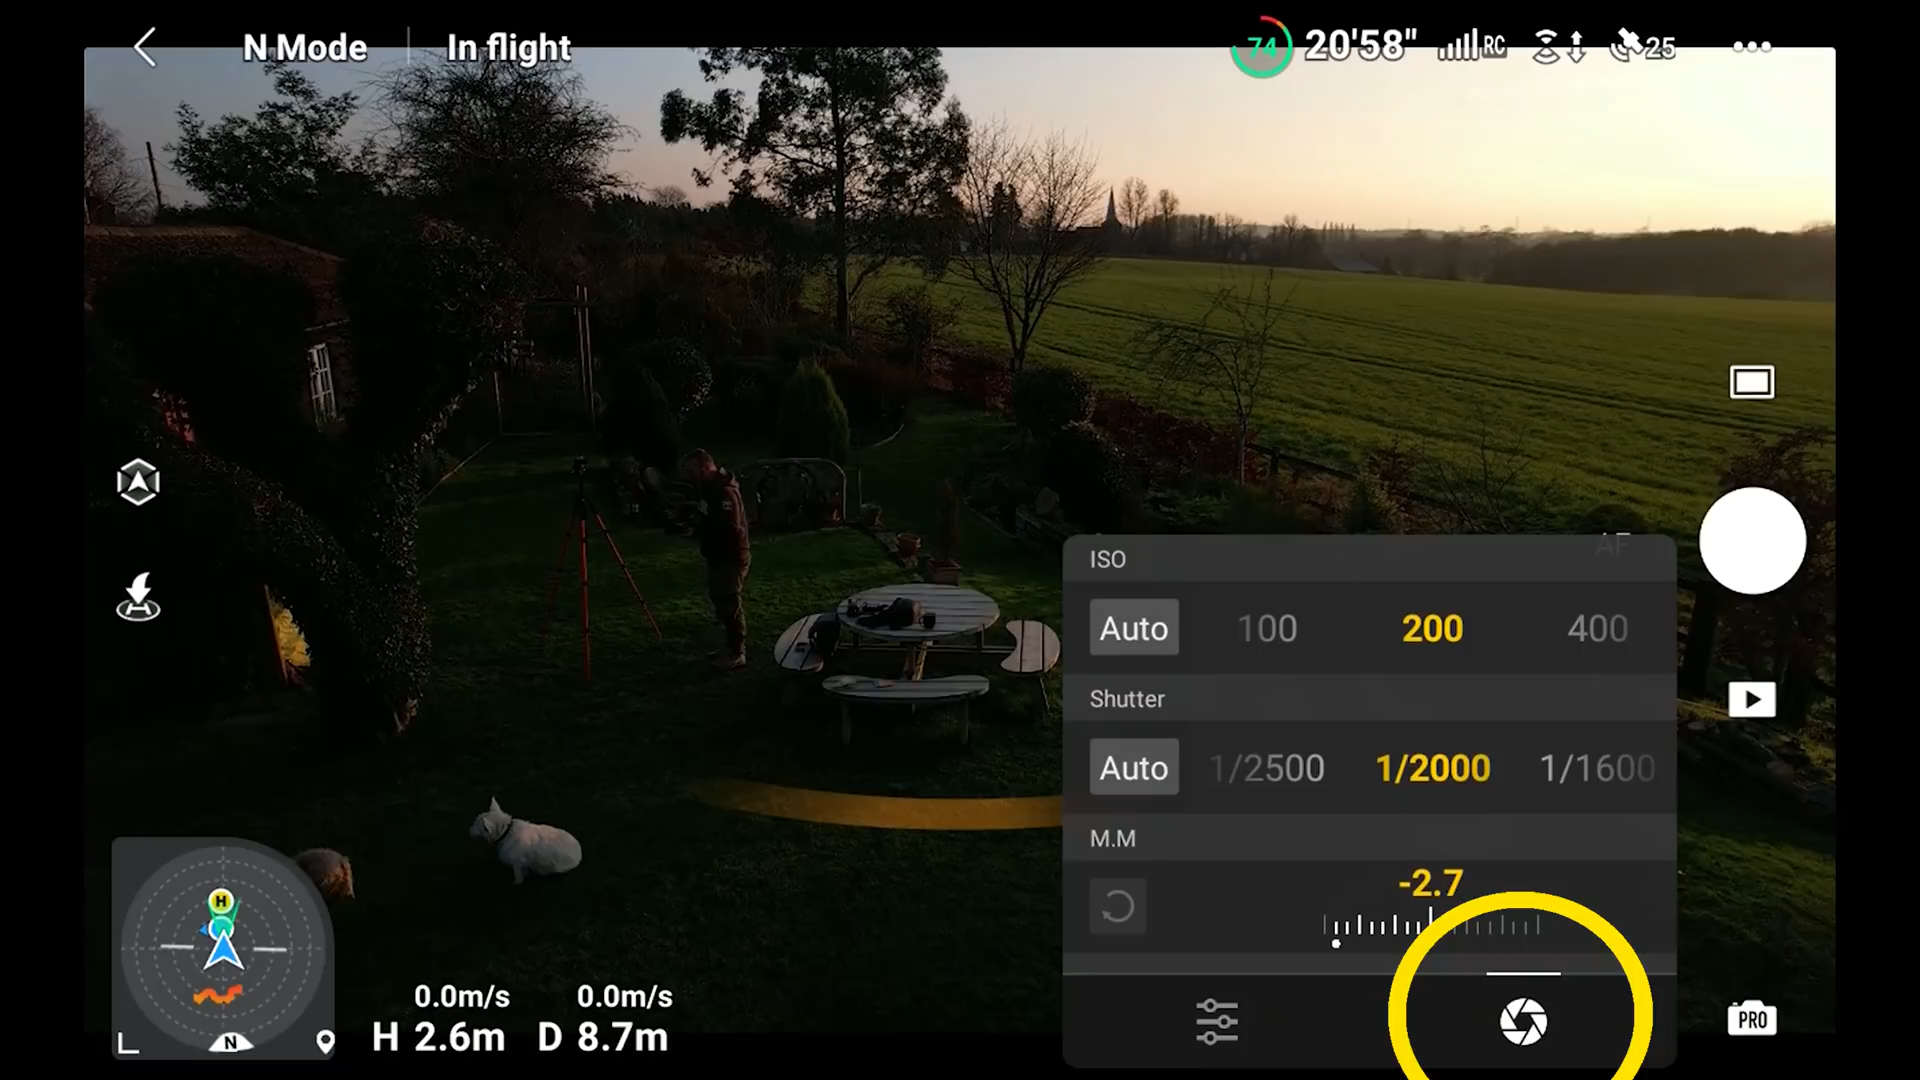 N Mode In flight 74 20'58" RC 25
AF
ISO
Auto 100 200 400
Shutter
Auto 1/2500 1/2000 1/1600
M.M
-2.7
H
N
0.0m/s 0.0m/s
H 2.6m D 8.7m
PRO